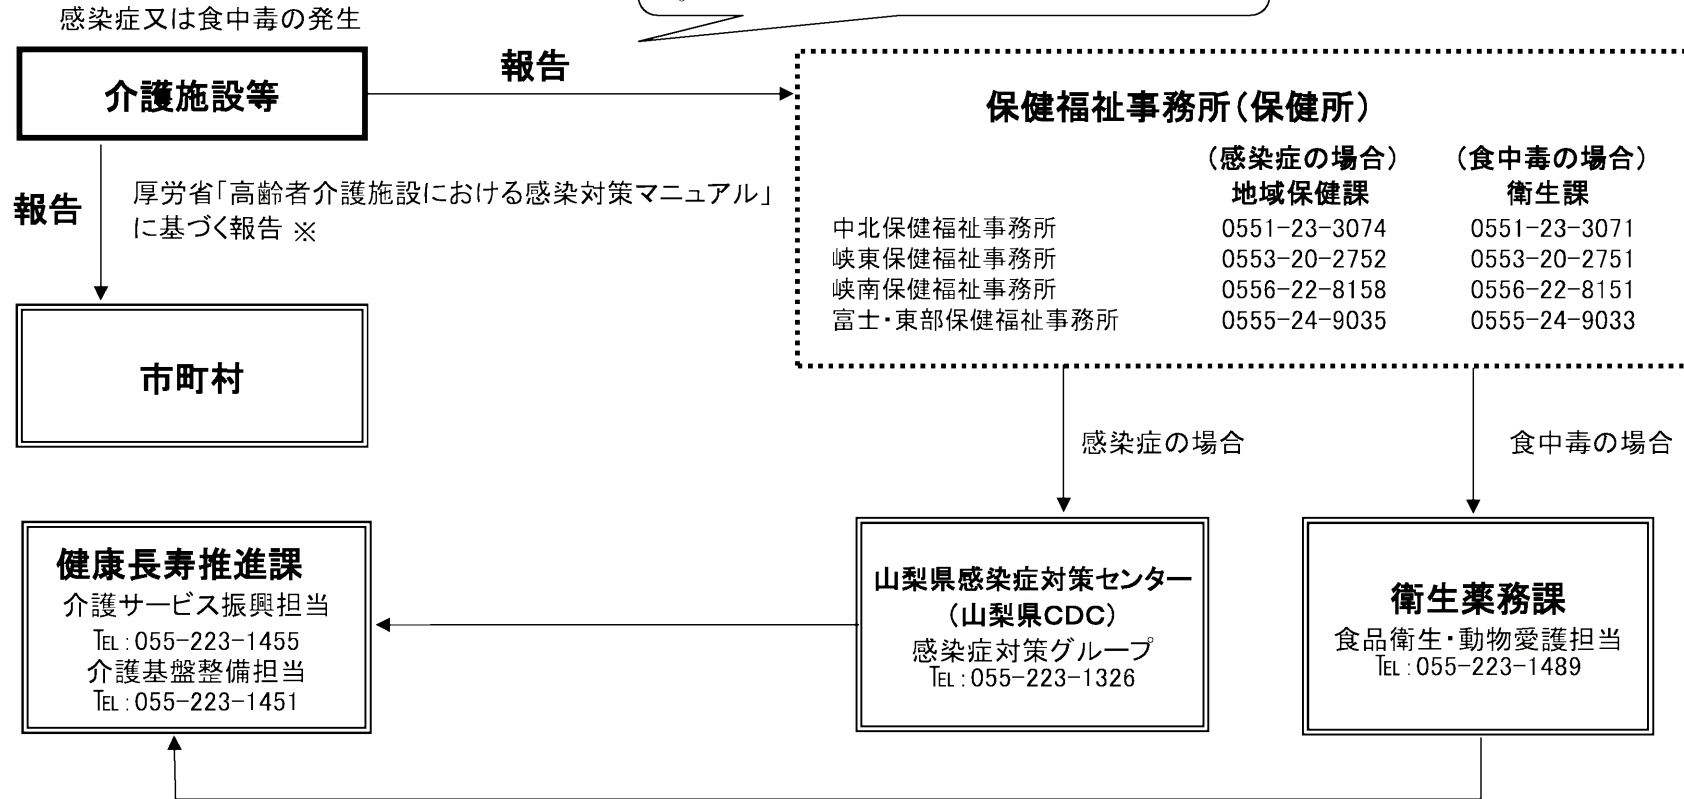 感染症又は食中毒の発生
介護施設等
報告
報告
厚労省「高齢者介護施設における感染対策マニュアル」
に基づく報告 ※
市町村
保健福祉事務所(保健所)
(感染症の場合) (食中毒の場合)
地域保健課 衛生課
中北保健福祉事務所 0551-23-3074 0551-23-3071
峡東保健福祉事務所 0553-20-2752 0553-20-2751
峡南保健福祉事務所 0556-22-8158 0556-22-8151
富士・東部保健福祉事務所 0555-24-9035 0555-24-9033
感染症の場合
食中毒の場合
健康長寿推進課
介護サービス振興担当
TEL:055-223-1455
介護基盤整備担当
TEL:055-223-1451
山梨県感染症対策センター
(山梨県CDC)
感染症対策グループ
TEL:055-223-1326
衛生薬務課
食品衛生・動物愛護担当
TEL:055-223-1489